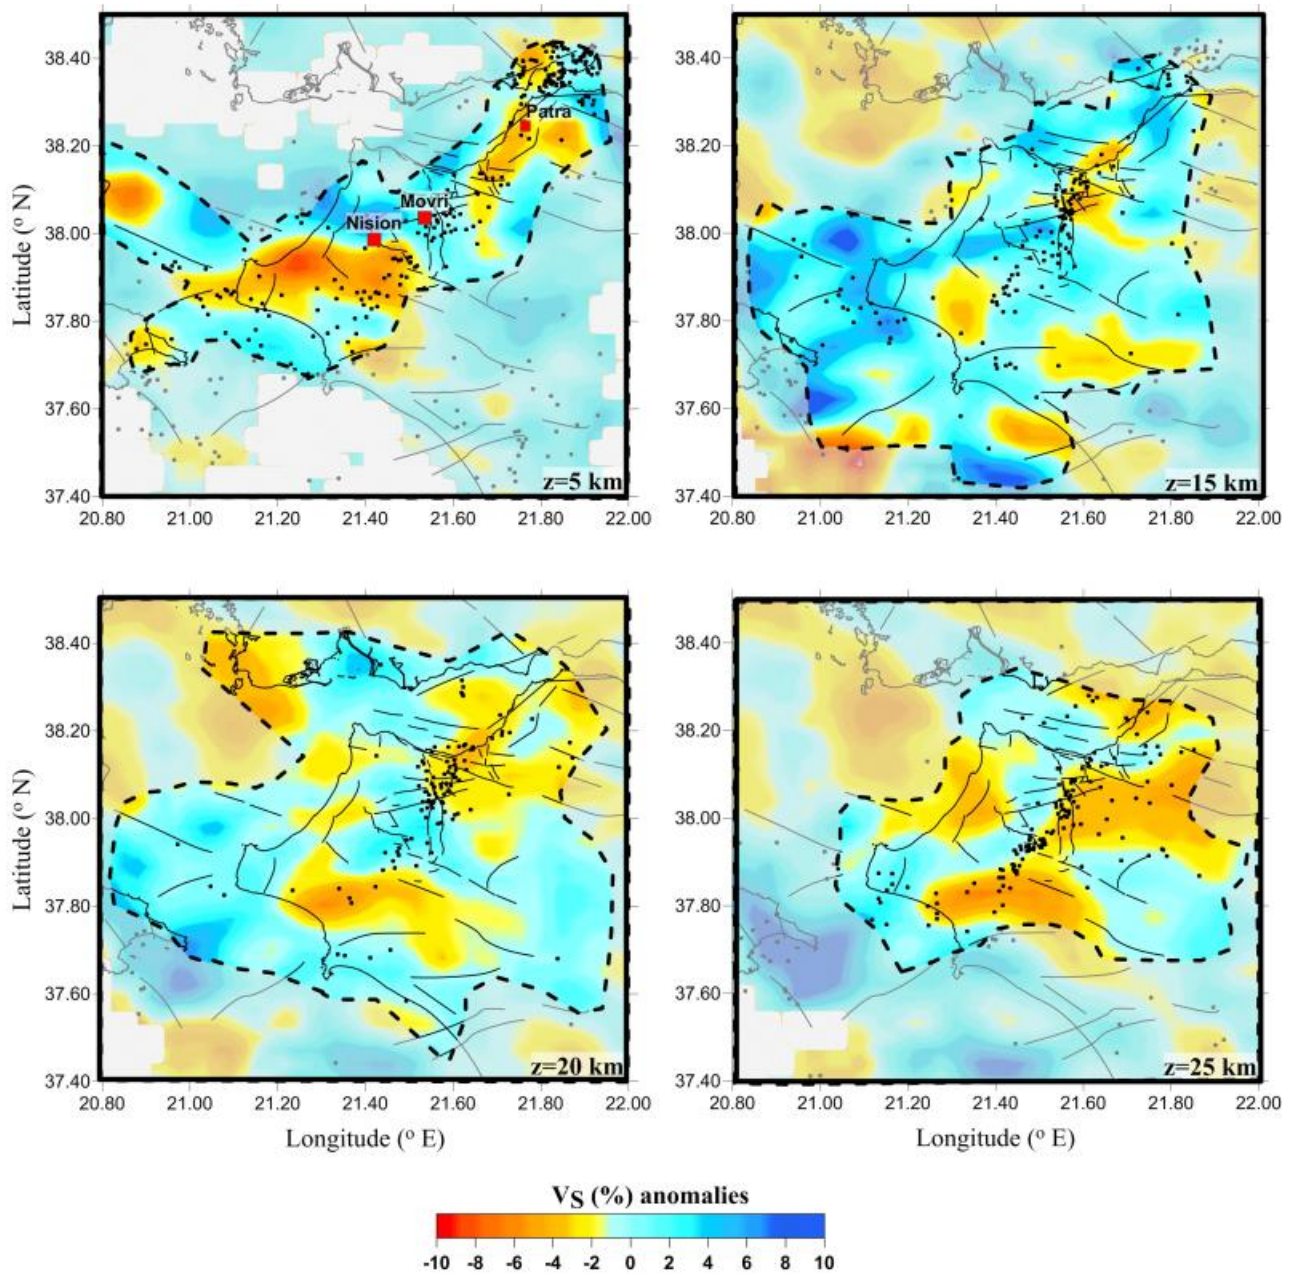 38.40
38.20
38.00
37.80
37.60
37.40
Latitude (º N)
Patra
Movri
Nision
z=5 km
20.80 21.00 21.20 21.40 21.60 21.80 22.00
38.40
38.20
38.00
37.80
37.60
37.40
z=15 km
20.80 21.00 21.20 21.40 21.60 21.80 22.00
38.40
38.20
38.00
37.80
37.60
37.40
Latitude (º N)
z=20 km
20.80 21.00 21.20 21.40 21.60 21.80 22.00
Longitude (º E)
38.40
38.20
38.00
37.80
37.60
37.40
z=25 km
20.80 21.00 21.20 21.40 21.60 21.80 22.00
Longitude (º E)
VS (%) anomalies
-10 -8 -6 -4 -2 0 2 4 6 8 10